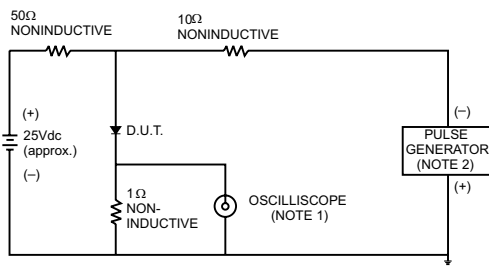 50Ω
NONINDUCTIVE
10Ω
NONINDUCTIVE
(+)
25Vdc
(approx.)
(–)
D.U.T.
1Ω
NON-
INDUCTIVE
OSCILLISCOPE
(NOTE 1)
(–)
PULSE
GENERATOR
(NOTE 2)
(+)